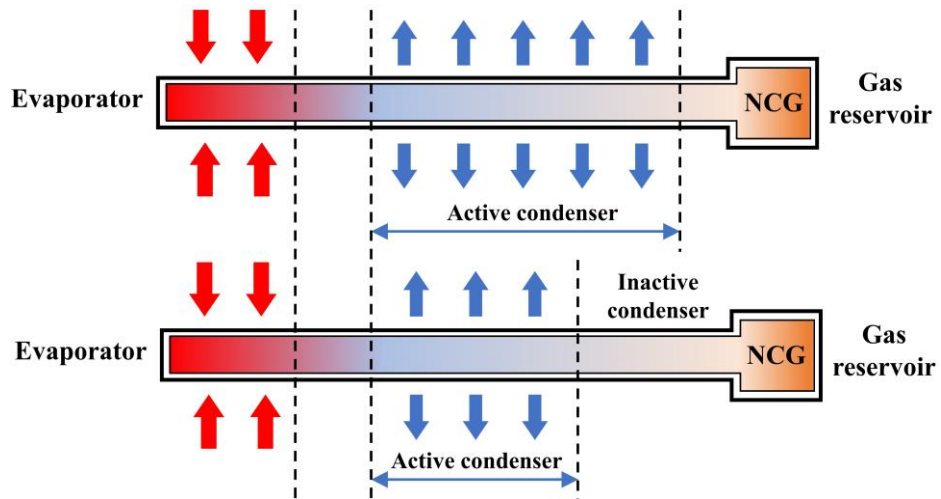 Evaporator
NCG
Gas
reservoir
Active condenser
Inactive
condenser
Evaporator
NCG
Gas
reservoir
Active condenser